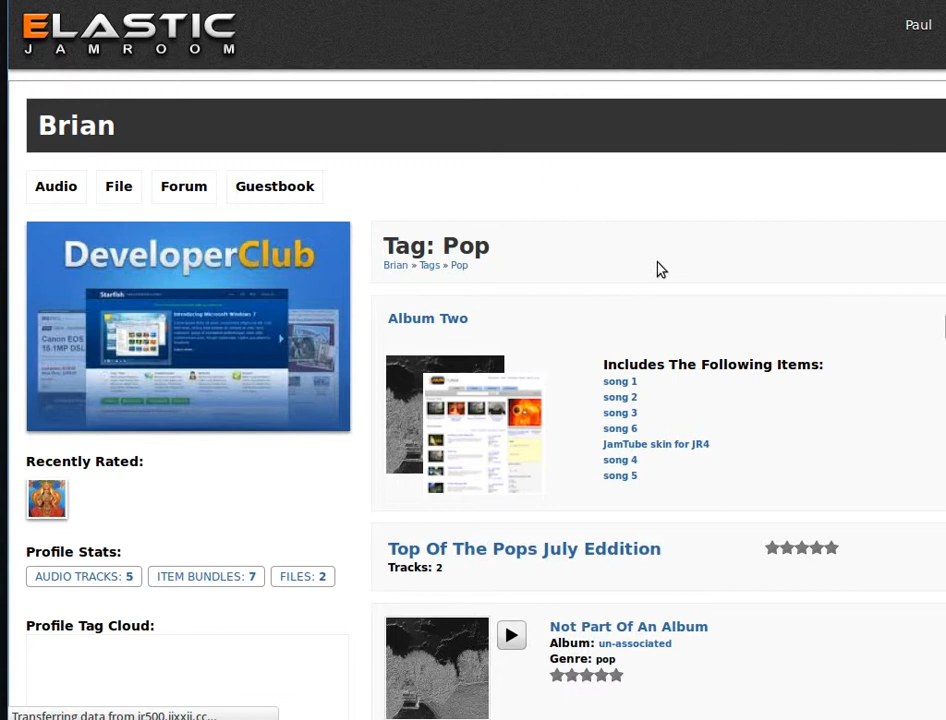 ELASTIC
JAMROOM
Paul
Brian
Audio
File
Forum
Guestbook
DeveloperClub
Starfish
Introducing Microsoft Windows 7
Canon EOS
15.1MP DSL
Tag: Pop
Brian » Tags » Pop
Album Two
Includes The Following Items:
song 1
song 2
song 3
song 6
JamTube skin for JR4
song 4
song 5
Recently Rated:
Profile Stats:
AUDIO TRACKS: 5
ITEM BUNDLES: 7
FILES: 2
Top Of The Pops July Eddition
Tracks: 2
Profile Tag Cloud:
Not Part Of An Album
Album: un-associated
Genre: pop
Transferring data from jr500.jixxii.cc...